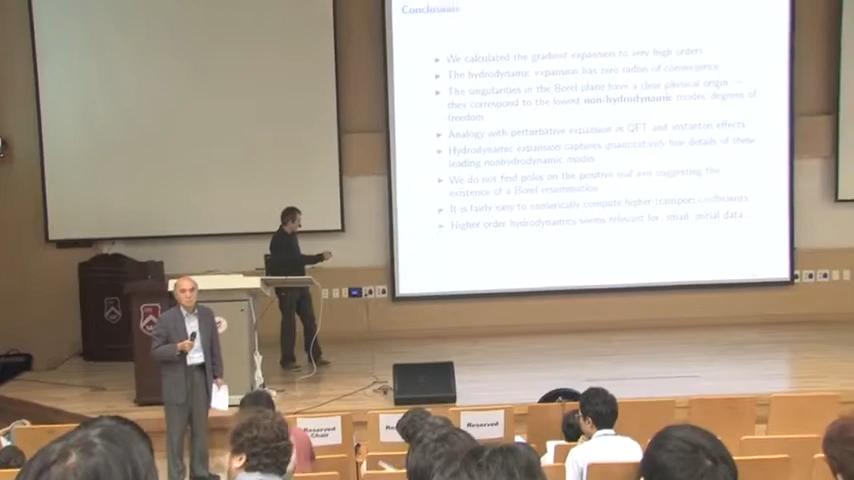 Conclusions
► We calculated the gradient expansion to very high orders
► The hydrodynamic expansion has zero radius of convergence
► The singularities in the Borel plane have a clear physical origin –
they correspond to the lowest non-hydrodynamic modes/degrees of
freedom
► Analogy with perturbative expansion in QFT and instanton effects
► Hydrodynamic expansion captures quantitatively fine details of these
leading nonhydrodynamic modes
► We do not find poles on the positive real axis suggesting the
existence of a Borel resummation
► It is fairly easy to numerically compute higher transport coefficients
► Higher order hydrodynamics seems relevant for 'small' initial data...
Reserved
Chair
Reserved
Reserved